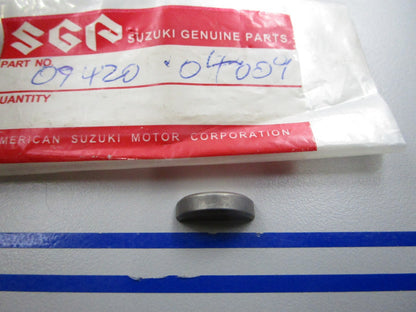 SGP SUZUKI GENUINE PARTS
PART NO. 09420-04004
QUANTITY
AMERICAN SUZUKI MOTOR CORPORATION